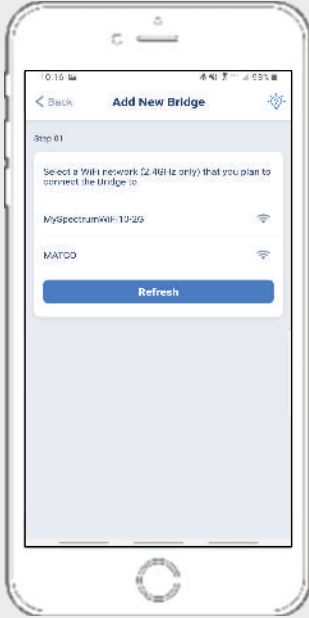 10:16
93%
Back
Add New Bridge
Step 01
Select a WiFi network (2.4GHz only) that you plan to
connect the Bridge to
MySpectrumWiFi10-2G
MATCO
Refresh